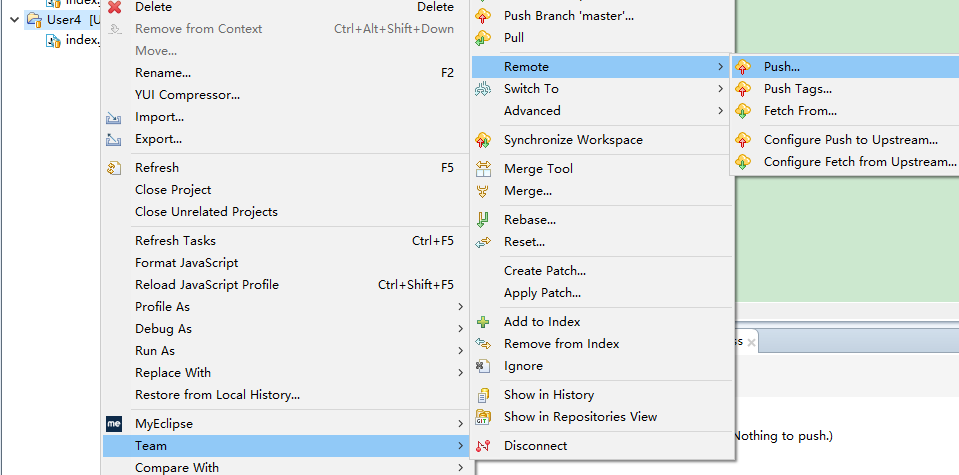 index.
User4 [U
index.
Delete Delete
Remove from Context Ctrl+Alt+Shift+Down
Move...
Rename... F2
YUI Compressor...
Import...
Export...
Refresh F5
Close Project
Close Unrelated Projects
Refresh Tasks Ctrl+F5
Format JavaScript
Reload JavaScript Profile Ctrl+Shift+F5
Profile As
Debug As
Run As
Replace With
Restore from Local History...
me MyEclipse
Team
Compare With
Push Branch 'master'...
Pull
Remote
Switch To
Advanced
Synchronize Workspace
Merge Tool
Merge...
Rebase...
Reset...
Create Patch...
Apply Patch...
Add to Index
Remove from Index
Ignore
Show in History
GIT Show in Repositories View
Disconnect
Push...
Push Tags...
Fetch From...
Configure Push to Upstream...
Configure Fetch from Upstream...
ss
Nothing to push.)